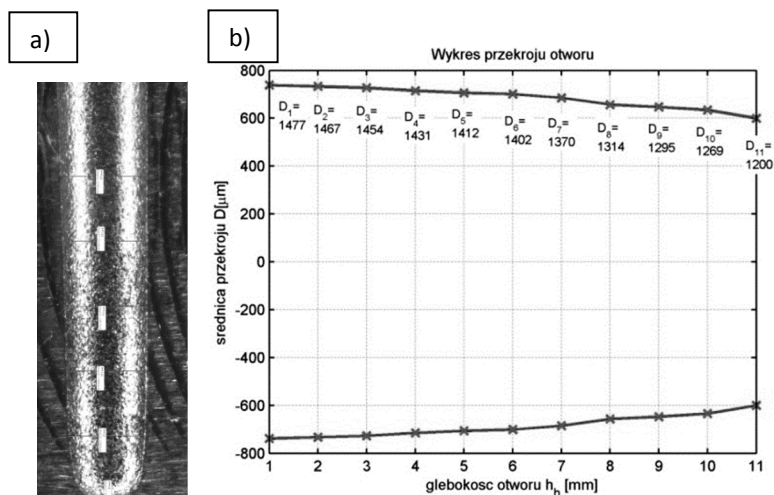 a)
b)
Wykres przekroju otworu
800
600
400
200
0
-200
-400
-600
-800
srednica przekroju D[µm]
D1=
1477
D2=
1467
D3=
1454
D4=
1431
D5=
1412
D6=
1402
D7=
1370
D8=
1314
D9=
1295
D10=
1269
D11=
1200
1 2 3 4 5 6 7 8 9 10 11
glebokosc otworu hh [mm]